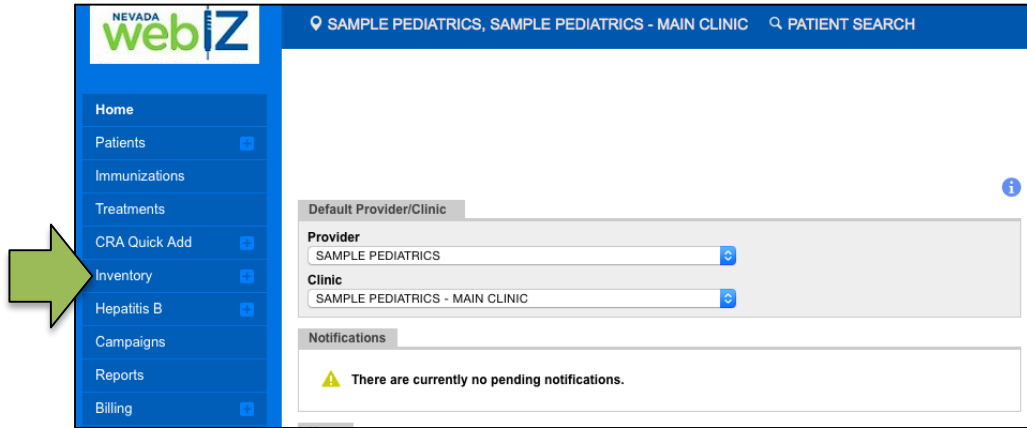 NEVADA
webIZ
SAMPLE PEDIATRICS, SAMPLE PEDIATRICS - MAIN CLINIC PATIENT SEARCH
Home
Patients
Immunizations
Treatments
CRA Quick Add
Inventory
Hepatitis B
Campaigns
Reports
Billing
Default Provider/Clinic
Provider
SAMPLE PEDIATRICS
Clinic
SAMPLE PEDIATRICS - MAIN CLINIC
Notifications
There are currently no pending notifications.